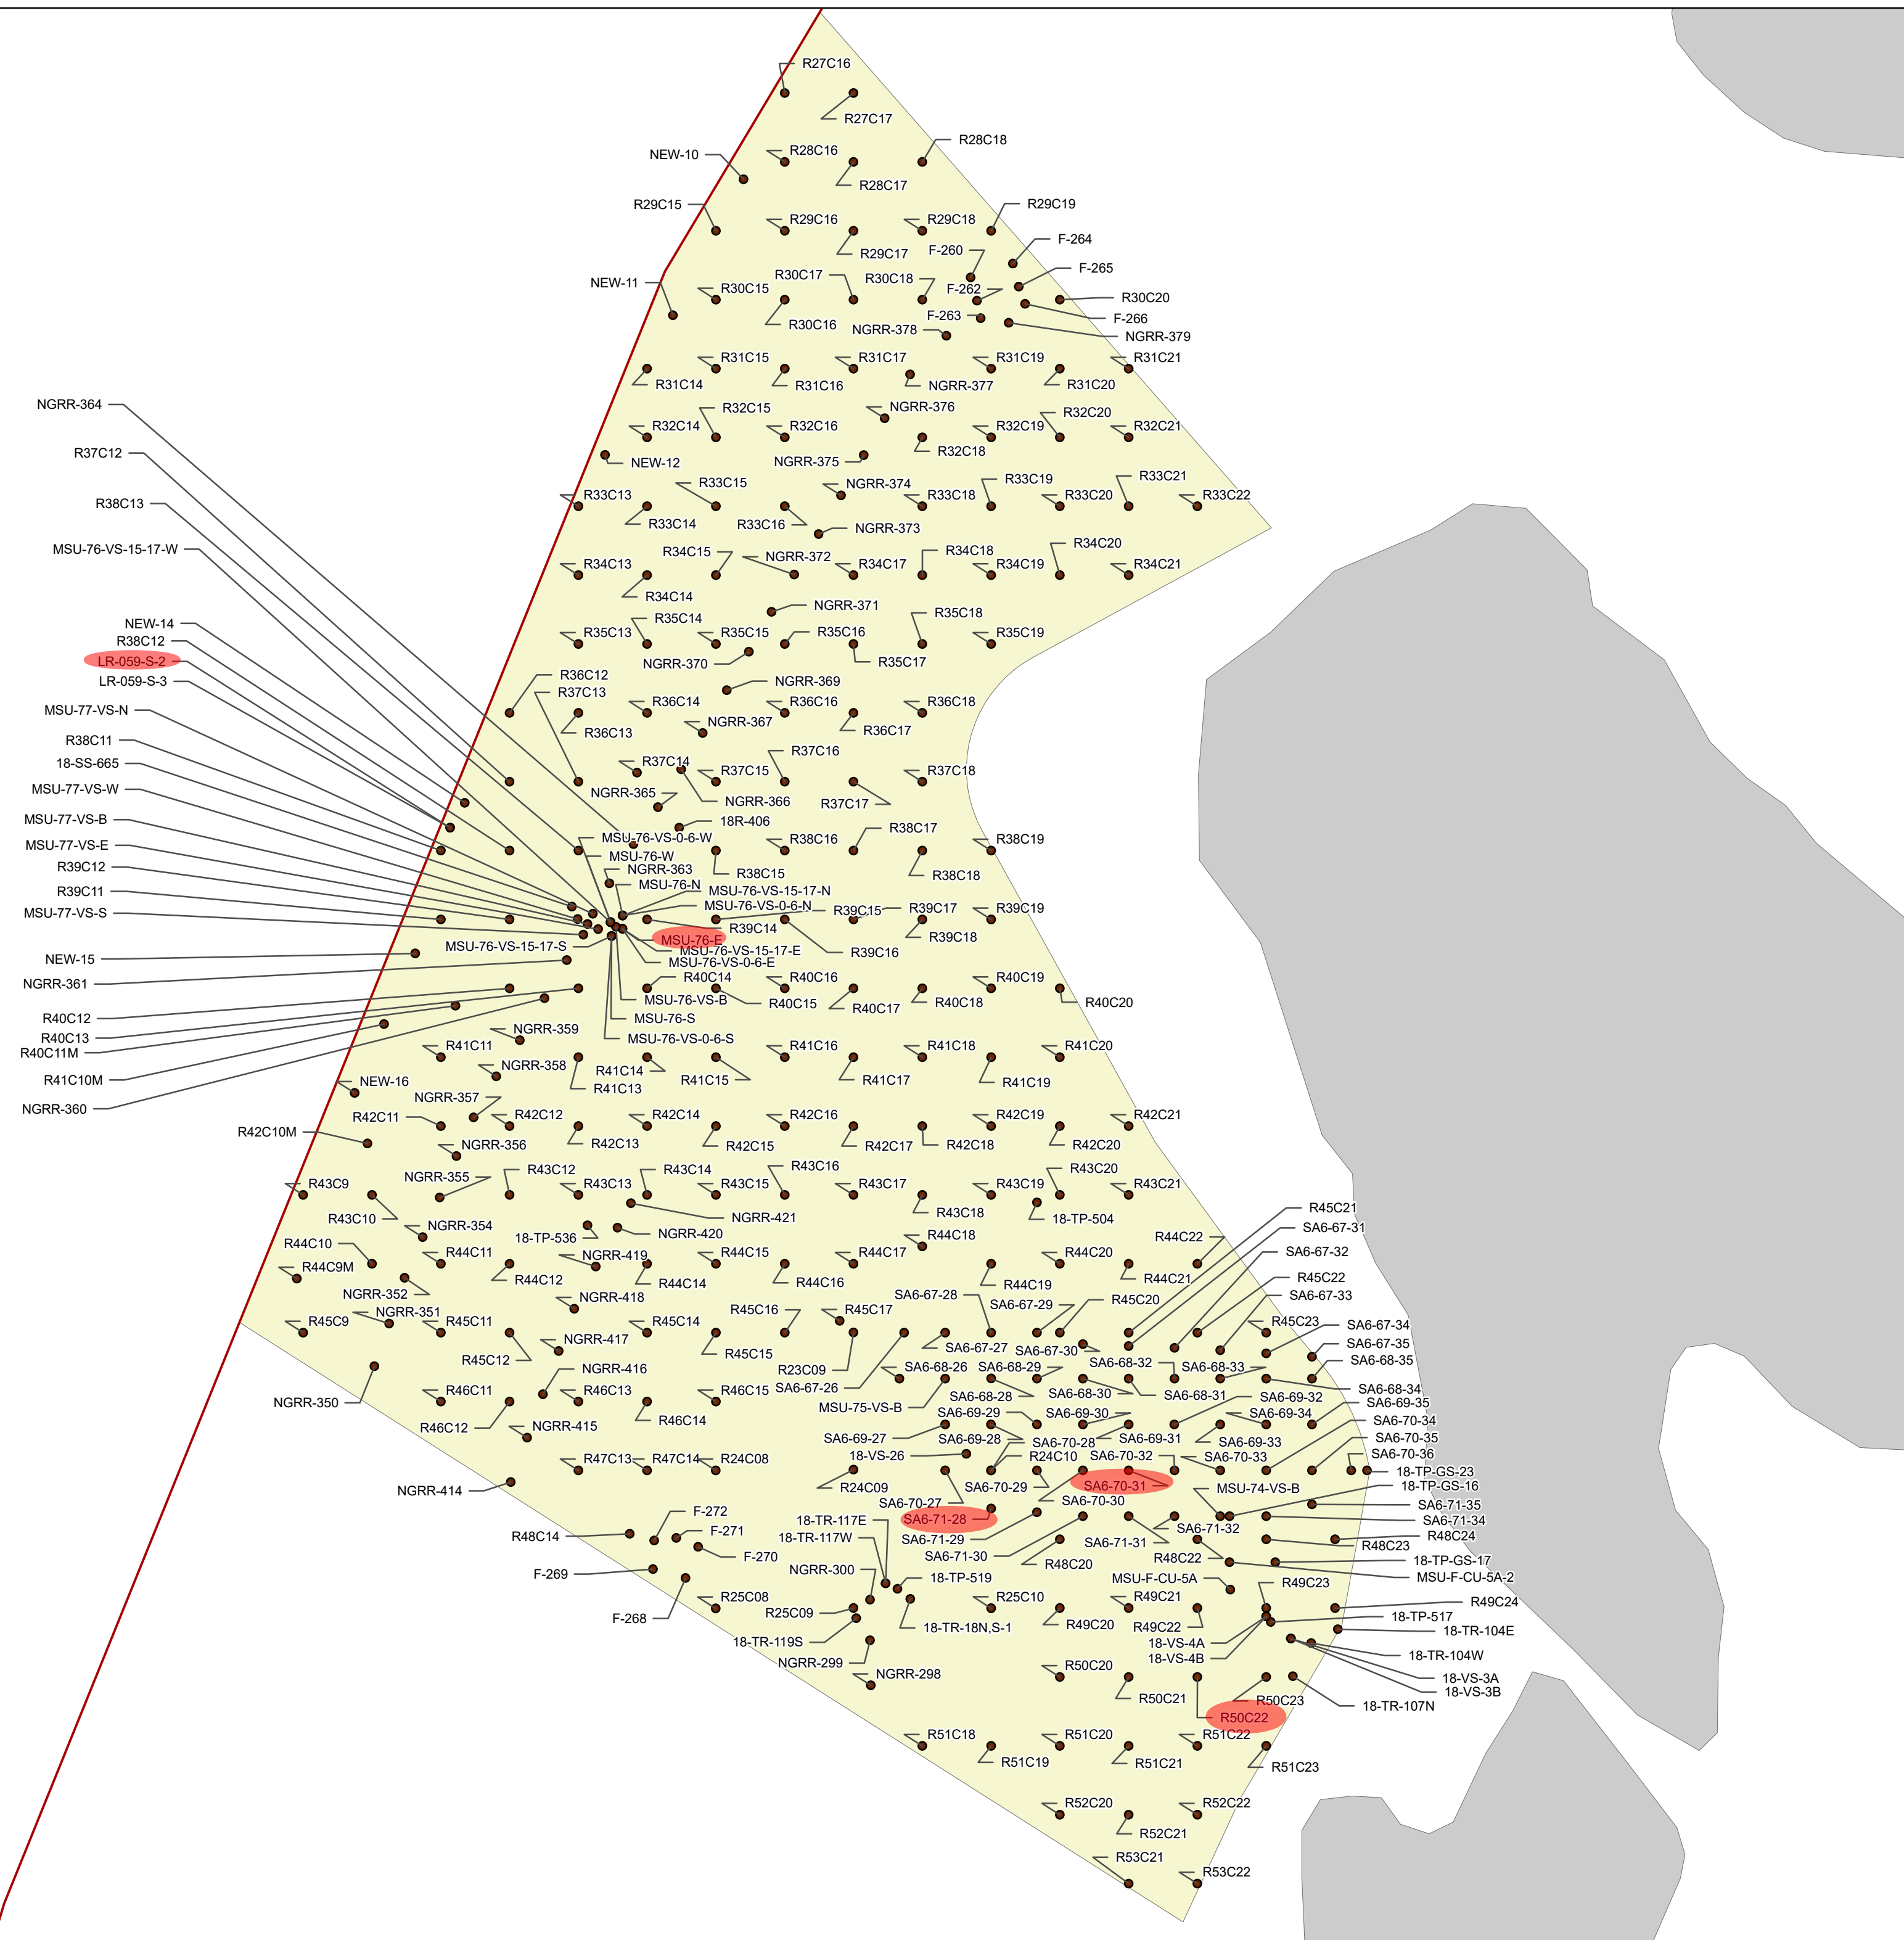 R27C16
R27C17
R28C18
NEW-10
R28C16
R28C17
R29C15
R29C16
R29C18
R29C19
R29C17
F-260
F-264
R30C17
R30C18
F-265
NEW-11
R30C15
F-262
R30C20
R30C16
F-263
F-266
NGRR-378
NGRR-379
R31C15
R31C17
R31C19
R31C21
R31C14
R31C16
NGRR-377
R31C20
NGRR-364
R32C15
NGRR-376
R32C20
R32C14
R32C16
R32C19
R32C21
R37C12
NEW-12
NGRR-375
R32C18
R33C15
NGRR-374
R33C19
R33C21
R33C13
R33C18
R33C20
R33C22
R38C13
R33C14
R33C16
NGRR-373
MSU-76-VS-15-17-W
R34C15
NGRR-372
R34C18
R34C20
R34C13
R34C17
R34C19
R34C21
R34C14
NGRR-371
NEW-14
R35C14
R35C18
R38C12
R35C13
R35C15
R35C16
R35C19
LR-059-S-2
NGRR-370
R35C17
LR-059-S-3
R36C12
NGRR-369
R37C13
MSU-77-VS-N
R36C14
R36C16
R36C18
R36C13
NGRR-367
R36C17
R38C11
R37C16
18-SS-665
R37C14
R37C15
R37C18
MSU-77-VS-W
NGRR-365
NGRR-366
R37C17
MSU-77-VS-B
18R-406
R38C17
MSU-77-VS-E
MSU-76-VS-0-6-W
R38C16
R38C19
MSU-76-W
R39C12
NGRR-363
R38C15
R38C18
R39C11
MSU-76-N
MSU-76-VS-15-17-N
MSU-77-VS-S
MSU-76-VS-0-6-N
R39C15
R39C17
R39C19
R39C14
MSU-76-E
R39C18
MSU-76-VS-15-17-S
MSU-76-VS-15-17-E
R39C16
NEW-15
MSU-76-VS-0-6-E
NGRR-361
R40C14
R40C16
R40C19
MSU-76-VS-B
R40C15
R40C17
R40C18
R40C20
R40C12
MSU-76-S
R40C13
NGRR-359
MSU-76-VS-0-6-S
R40C11M
R41C11
R41C16
R41C18
R41C20
R41C10M
NGRR-358
R41C14
R41C15
R41C17
R41C19
NEW-16
R41C13
NGRR-360
NGRR-357
R42C11
R42C12
R42C14
R42C16
R42C19
R42C21
R42C10M
NGRR-356
R42C13
R42C15
R42C17
R42C18
R42C20
NGRR-355
R43C12
R43C14
R43C16
R43C20
R43C9
R43C13
R43C15
R43C17
R43C19
R43C21
R43C10
NGRR-421
R43C18
18-TP-504
R45C21
NGRR-354
18-TP-536
NGRR-420
R44C18
R44C22
SA6-67-31
R44C10
R44C11
NGRR-419
R44C15
R44C17
R44C20
SA6-67-32
R44C9M
R44C12
R44C14
R44C16
R44C19
R44C21
R45C22
NGRR-352
NGRR-418
SA6-67-28
SA6-67-29
R45C20
SA6-67-33
NGRR-351
R45C16
R45C17
R45C9
R45C11
R45C14
R45C23
SA6-67-34
NGRR-417
R45C15
SA6-67-27
SA6-67-30
SA6-67-35
R45C12
R23C09
SA6-68-26
SA6-68-29
SA6-68-32
SA6-68-33
SA6-68-35
NGRR-416
SA6-67-26
R46C11
R46C13
R46C15
SA6-68-28
SA6-68-30
SA6-68-31
SA6-69-32
SA6-68-34
NGRR-350
MSU-75-VS-B
SA6-69-29
SA6-69-30
SA6-69-34
SA6-69-35
R46C12
NGRR-415
R46C14
SA6-69-27
SA6-69-28
SA6-70-28
SA6-69-31
SA6-69-33
SA6-70-34
18-VS-26
R24C10
SA6-70-32
SA6-70-33
SA6-70-35
R47C13
R47C14
R24C08
SA6-70-36
NGRR-414
R24C09
SA6-70-29
SA6-70-31
MSU-74-VS-B
18-TP-GS-23
18-TP-GS-16
SA6-70-27
SA6-70-30
SA6-71-35
F-272
18-TR-117E
SA6-71-28
SA6-71-32
SA6-71-34
R48C14
F-271
18-TR-117W
SA6-71-29
SA6-71-31
R48C24
F-270
SA6-71-30
R48C20
R48C22
R48C23
F-269
NGRR-300
18-TP-519
MSU-F-CU-5A
18-TP-GS-17
MSU-F-CU-5A-2
R25C08
R25C09
R25C10
R49C21
R49C23
F-268
18-TR-18N,S-1
R49C20
R49C22
R49C24
18-TR-119S
18-VS-4A
18-TP-517
NGRR-299
18-VS-4B
18-TR-104E
NGRR-298
R50C20
18-TR-104W
R50C21
R50C23
18-VS-3A
18-VS-3B
R50C22
18-TR-107N
R51C18
R51C20
R51C22
R51C19
R51C21
R51C23
R52C20
R52C22
R52C21
R53C21
R53C22